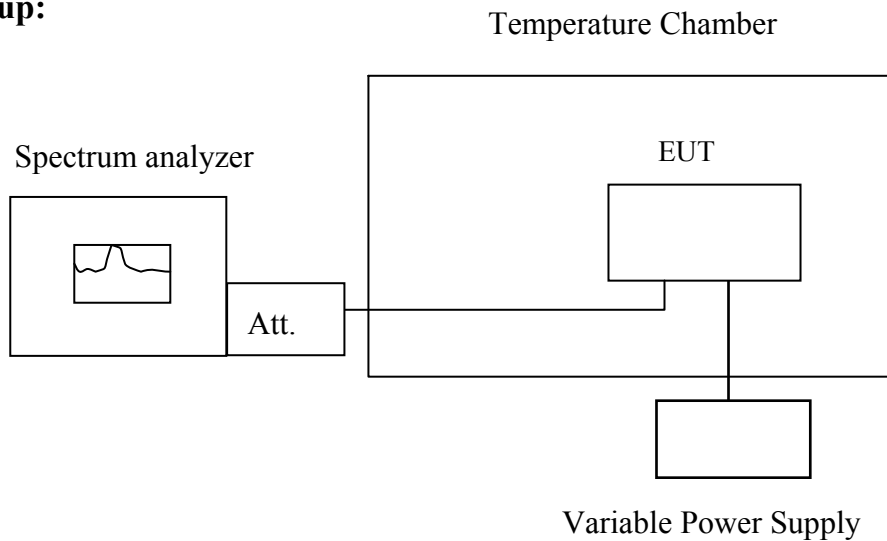 up:
Temperature Chamber
Spectrum analyzer
EUT
Att.
Variable Power Supply